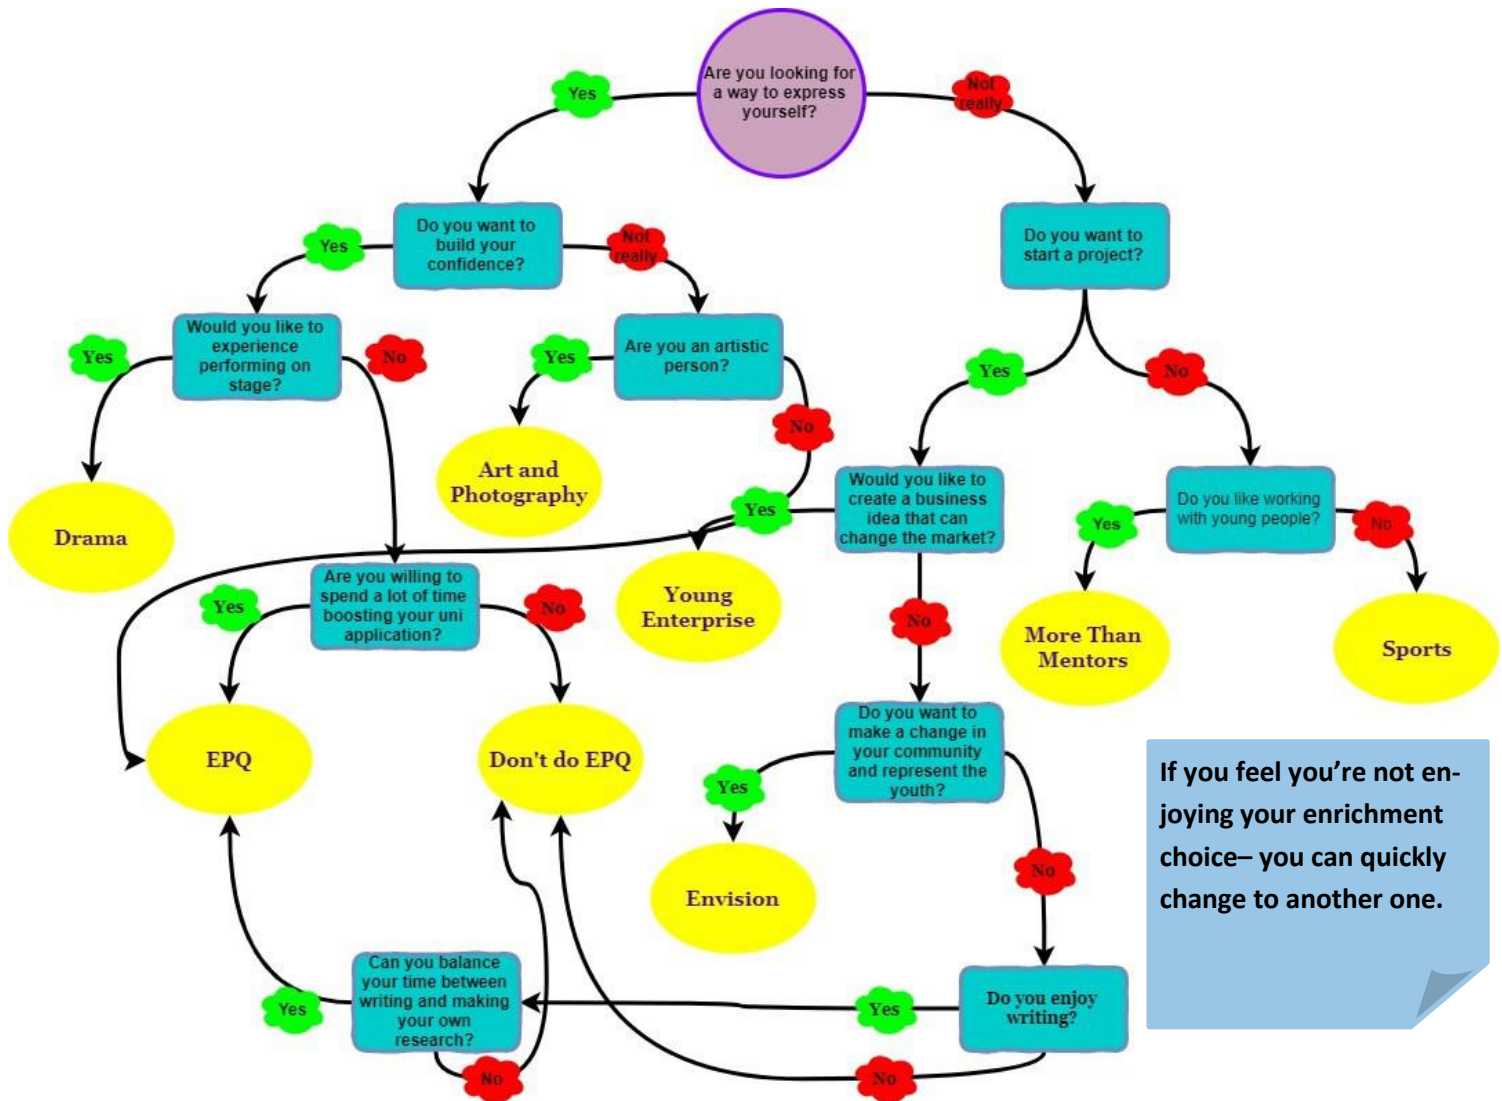 Are you looking for
a way to express
yourself?
Yes
Not
really
Do you want to
build your
confidence?
Do you want to
start a project?
Yes
Not
really
Would you like to
experience
performing on
stage?
Yes
No
Are you an artistic
person?
Yes
No
Yes
No
Drama
Art and
Photography
Would you like to
create a business
idea that can
change the market?
Yes
Do you like working
with young people?
Yes
No
Are you willing to
spend a lot of time
boosting your uni
application?
Yes
No
Young
Enterprise
No
More Than
Mentors
Sports
EPQ
Don't do EPQ
Do you want to
make a change in
your community
and represent the
youth?
Yes
No
Envision
If you feel you’re not en-
joying your enrichment
choice– you can quickly
change to another one.
Can you balance
your time between
writing and making
your own
research?
Yes
No
Do you enjoy
writing?
Yes
No